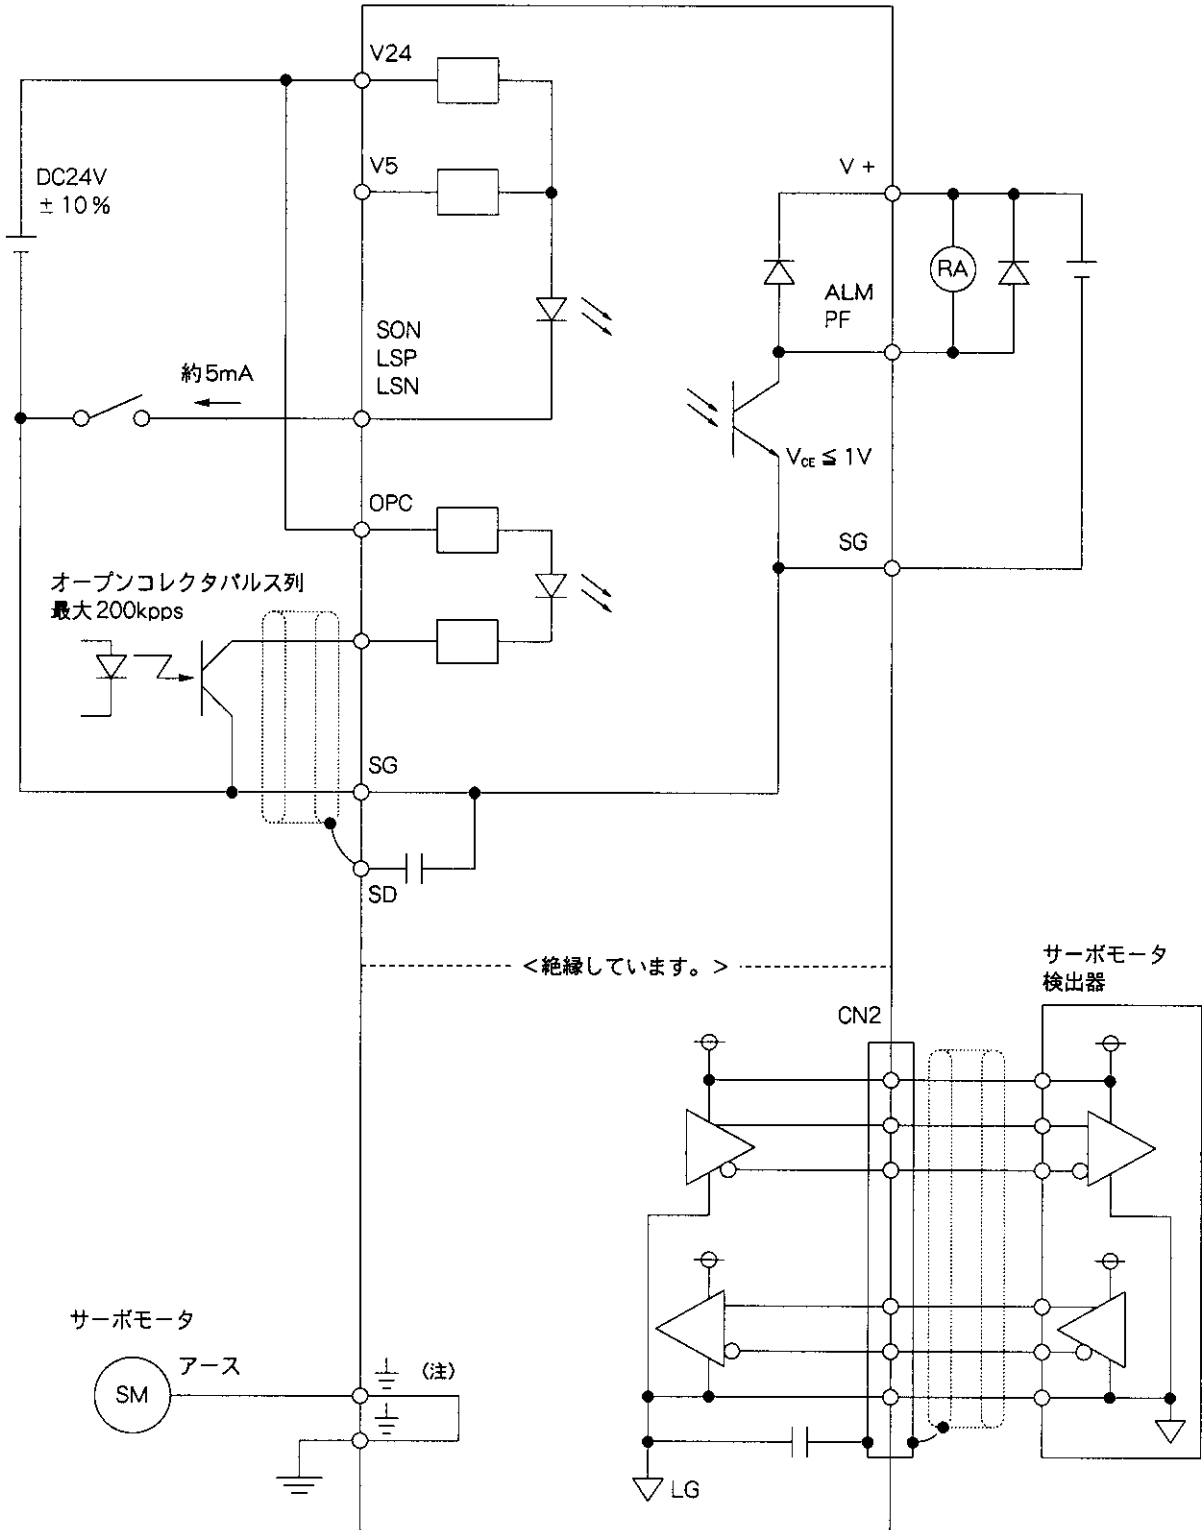 V24
DC24V
± 10%
V5
V +
RA
ALM
PF
SON
LSP
LSN
約5mA
VCE ≦ 1V
OPC
SG
オープンコレクタパルス列
最大200kpps
SG
SD
＜絶縁しています。＞
サーボモータ
検出器
CN2
サーボモータ
アース
(注)
SM
LG